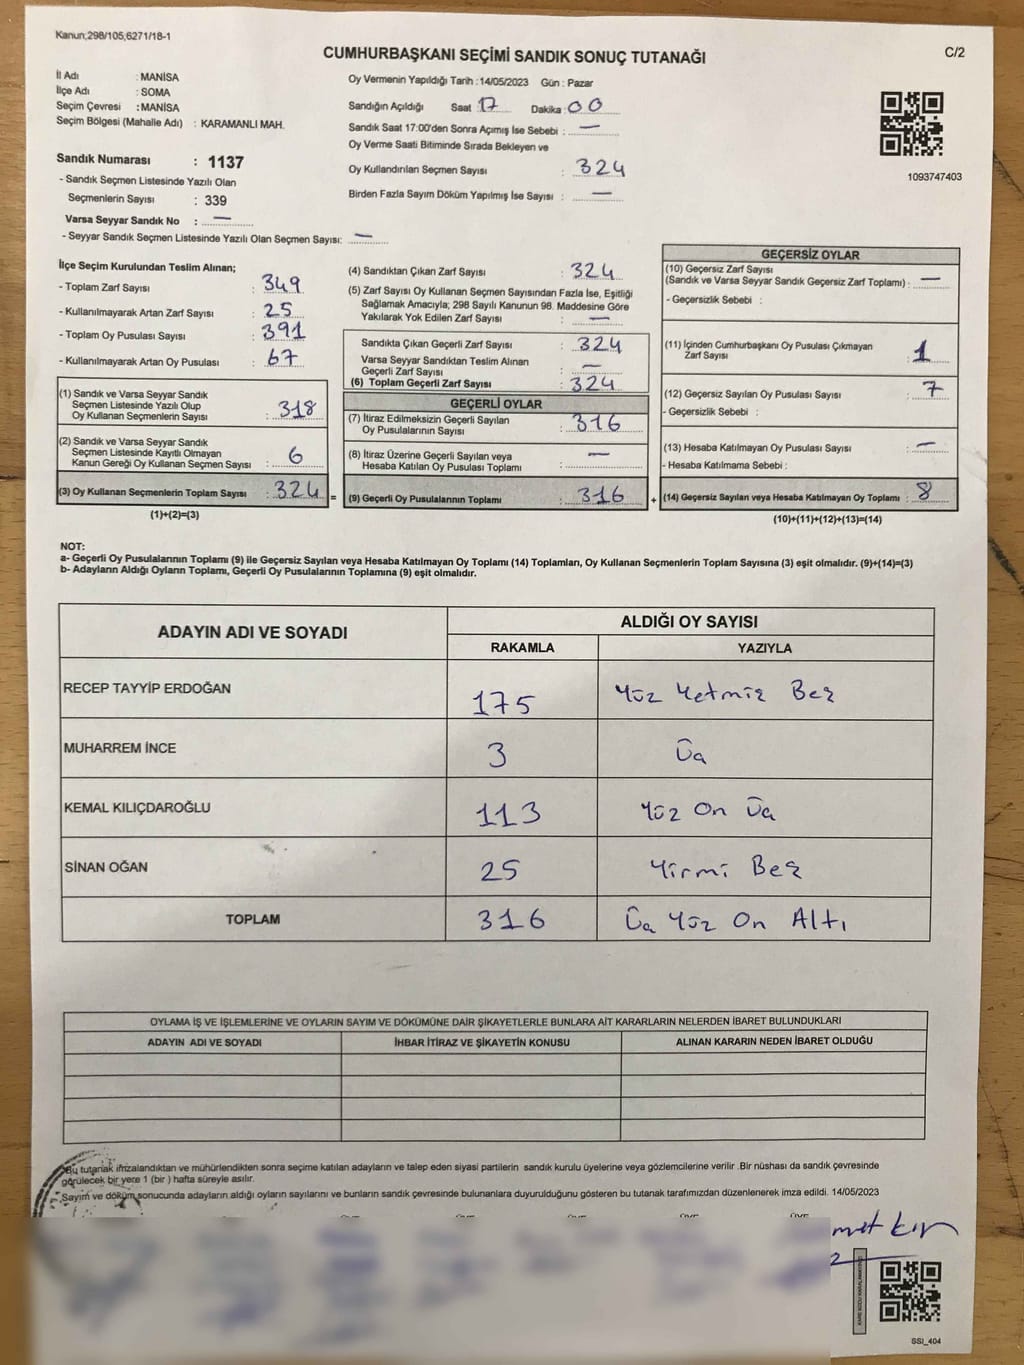 Kanun;298/105,6271/18-1
CUMHURBAŞKANI SEÇİMİ SANDIK SONUÇ TUTANAĞI
C/2
İl Adı : MANİSA
İlçe Adı : SOMA
Seçim Çevresi : MANİSA
Seçim Bölgesi (Mahalle Adı) : KARAMANLI MAH.
Oy Vermenin Yapıldığı Tarih : 14/05/2023 Gün : Pazar
Sandığın Açıldığı Saat 17 Dakika : 00
Sandık Saat 17:00'den Sonra Açımış İse Sebebi : —
Oy Verme Saati Bitiminde Sırada Bekleyen ve
Oy Kullandırılan Seçmen Sayısı : 324
Birden Fazla Sayım Döküm Yapılmış İse Sayısı : —
1093747403
Sandık Numarası : 1137
- Sandık Seçmen Listesinde Yazılı Olan
Seçmenlerin Sayısı : 339
Varsa Seyyar Sandık No : —
- Seyyar Sandık Seçmen Listesinde Yazılı Olan Seçmen Sayısı: —
İlçe Seçim Kurulundan Teslim Alınan;
- Toplam Zarf Sayısı : 349
- Kullanılmayarak Artan Zarf Sayısı : 25
- Toplam Oy Pusulası Sayısı : 391
- Kullanılmayarak Artan Oy Pusulası : 67
(1) Sandık ve Varsa Seyyar Sandık
Seçmen Listesinde Yazılı Olup
Oy Kullanan Seçmenlerin Sayısı : 318
(2) Sandık ve Varsa Seyyar Sandık
Seçmen Listesinde Kayıtlı Olmayan
Kanun Gereği Oy Kullanan Seçmen Sayısı : 6
(3) Oy Kullanan Seçmenlerin Toplam Sayısı : 324 =
(1)+(2)=(3)
(4) Sandıktan Çıkan Zarf Sayısı : 324
(5) Zarf Sayısı Oy Kullanan Seçmen Sayısından Fazla İse, Eşitliği
Sağlamak Amacıyla; 298 Sayılı Kanunun 98. Maddesine Göre
Yakılarak Yok Edilen Zarf Sayısı : —
Sandıkta Çıkan Geçerli Zarf Sayısı : 324
Varsa Seyyar Sandıktan Teslim Alınan
Geçerli Zarf Sayısı : —
(6) Toplam Geçerli Zarf Sayısı : 324
GEÇERLİ OYLAR
(7) İtiraz Edilmeksizin Geçerli Sayılan
Oy Pusulalarının Sayısı : 316
(8) İtiraz Üzerine Geçerli Sayılan veya
Hesaba Katılan Oy Pusulası Toplamı : —
(9) Geçerli Oy Pusulalarının Toplamı : 316 +
GEÇERSİZ OYLAR
(10) Geçersiz Zarf Sayısı
(Sandık ve Varsa Seyyar Sandık Geçersiz Zarf Toplamı) : —
- Geçersizlik Sebebi :
(11) İçinden Cumhurbaşkanı Oy Pusulası Çıkmayan
Zarf Sayısı : 1
(12) Geçersiz Sayılan Oy Pusulası Sayısı : 7
- Geçersizlik Sebebi :
(13) Hesaba Katılmayan Oy Pusulası Sayısı : —
- Hesaba Katılmama Sebebi :
(14) Geçersiz Sayılan veya Hesaba Katılmayan Oy Toplamı : 8
(10)+(11)+(12)+(13)=(14)
NOT:
a- Geçerli Oy Pusulalarının Toplamı (9) ile Geçersiz Sayılan veya Hesaba Katılmayan Oy Toplamı (14) Toplamları, Oy Kullanan Seçmenlerin Toplam Sayısına (3) eşit olmalıdır. (9)+(14)=(3)
b- Adayların Aldığı Oyların Toplamı, Geçerli Oy Pusulalarının Toplamına (9) eşit olmalıdır.
ADAYIN ADI VE SOYADI
ALDIĞI OY SAYISI
RAKAMLA YAZIYLA
RECEP TAYYİP ERDOĞAN 175 Yüz Yetmiş Beş
MUHARREM İNCE 3 Üç
KEMAL KILIÇDAROĞLU 113 Yüz On Üç
SİNAN OĞAN 25 Yirmi Beş
TOPLAM 316 Üç Yüz On Altı
OYLAMA İŞ VE İŞLEMLERİNE VE OYLARIN SAYIM VE DÖKÜMÜNE DAİR ŞİKAYETLERLE BUNLARA AİT KARARLARIN NELERDEN İBARET BULUNDUKLARI
ADAYIN ADI VE SOYADI İHBAR İTİRAZ VE ŞİKAYETİN KONUSU ALINAN KARARIN NEDEN İBARET OLDUĞU
Bu tutanak imzalandıktan ve mühürlendikten sonra seçime katılan adayların ve talep eden siyasi partilerin sandık kurulu üyelerine veya gözlemcilerine verilir .Bir nüshası da sandık çevresinde
görülecek bir yere 1 (bir ) hafta süreyle asılır.
Sayım ve döküm sonucunda adayların aldığı oyların sayılarını ve bunların sandık çevresinde bulunanlara duyurulduğunu gösteren bu tutanak tarafımızdan düzenlenerek imza edildi. 14/05/2023
SSI_404